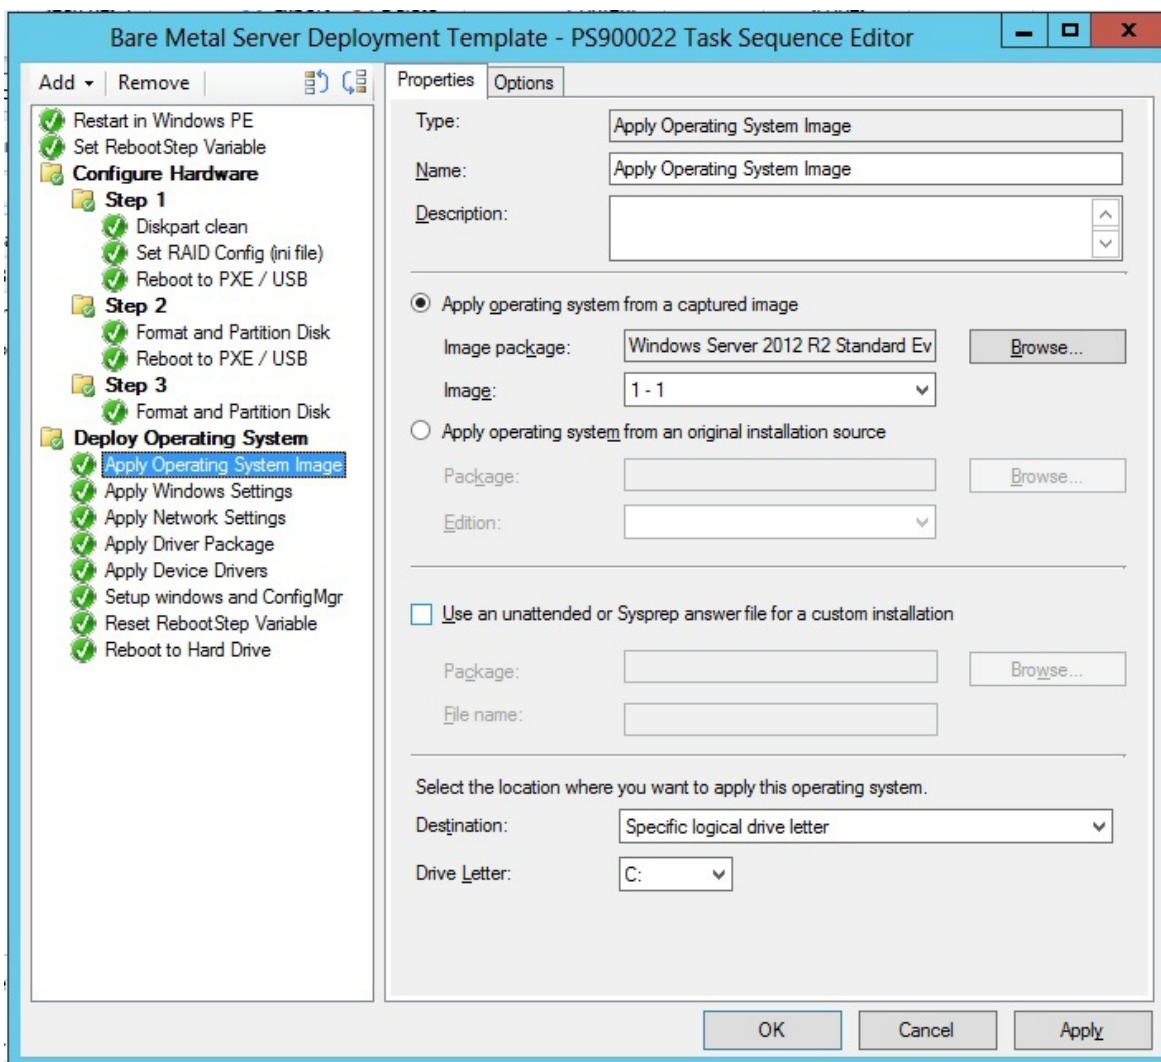 Bare Metal Server Deployment Template - PS900022 Task Sequence Editor
Add
Remove
Restart in Windows PE
Set RebootStep Variable
Configure Hardware
Step 1
Diskpart clean
Set RAID Config (ini file)
Reboot to PXE / USB
Step 2
Format and Partition Disk
Reboot to PXE / USB
Step 3
Format and Partition Disk
Deploy Operating System
Apply Operating System Image
Apply Windows Settings
Apply Network Settings
Apply Driver Package
Apply Device Drivers
Setup windows and ConfigMgr
Reset RebootStep Variable
Reboot to Hard Drive
Properties
Options
Type: Apply Operating System Image
Name: Apply Operating System Image
Description:
Apply operating system from a captured image
Image package: Windows Server 2012 R2 Standard Ev Browse...
Image: 1 - 1
Apply operating system from an original installation source
Package: Browse...
Edition:
Use an unattended or Sysprep answer file for a custom installation
Package: Browse...
File name:
Select the location where you want to apply this operating system.
Destination: Specific logical drive letter
Drive Letter: C:
OK Cancel Apply